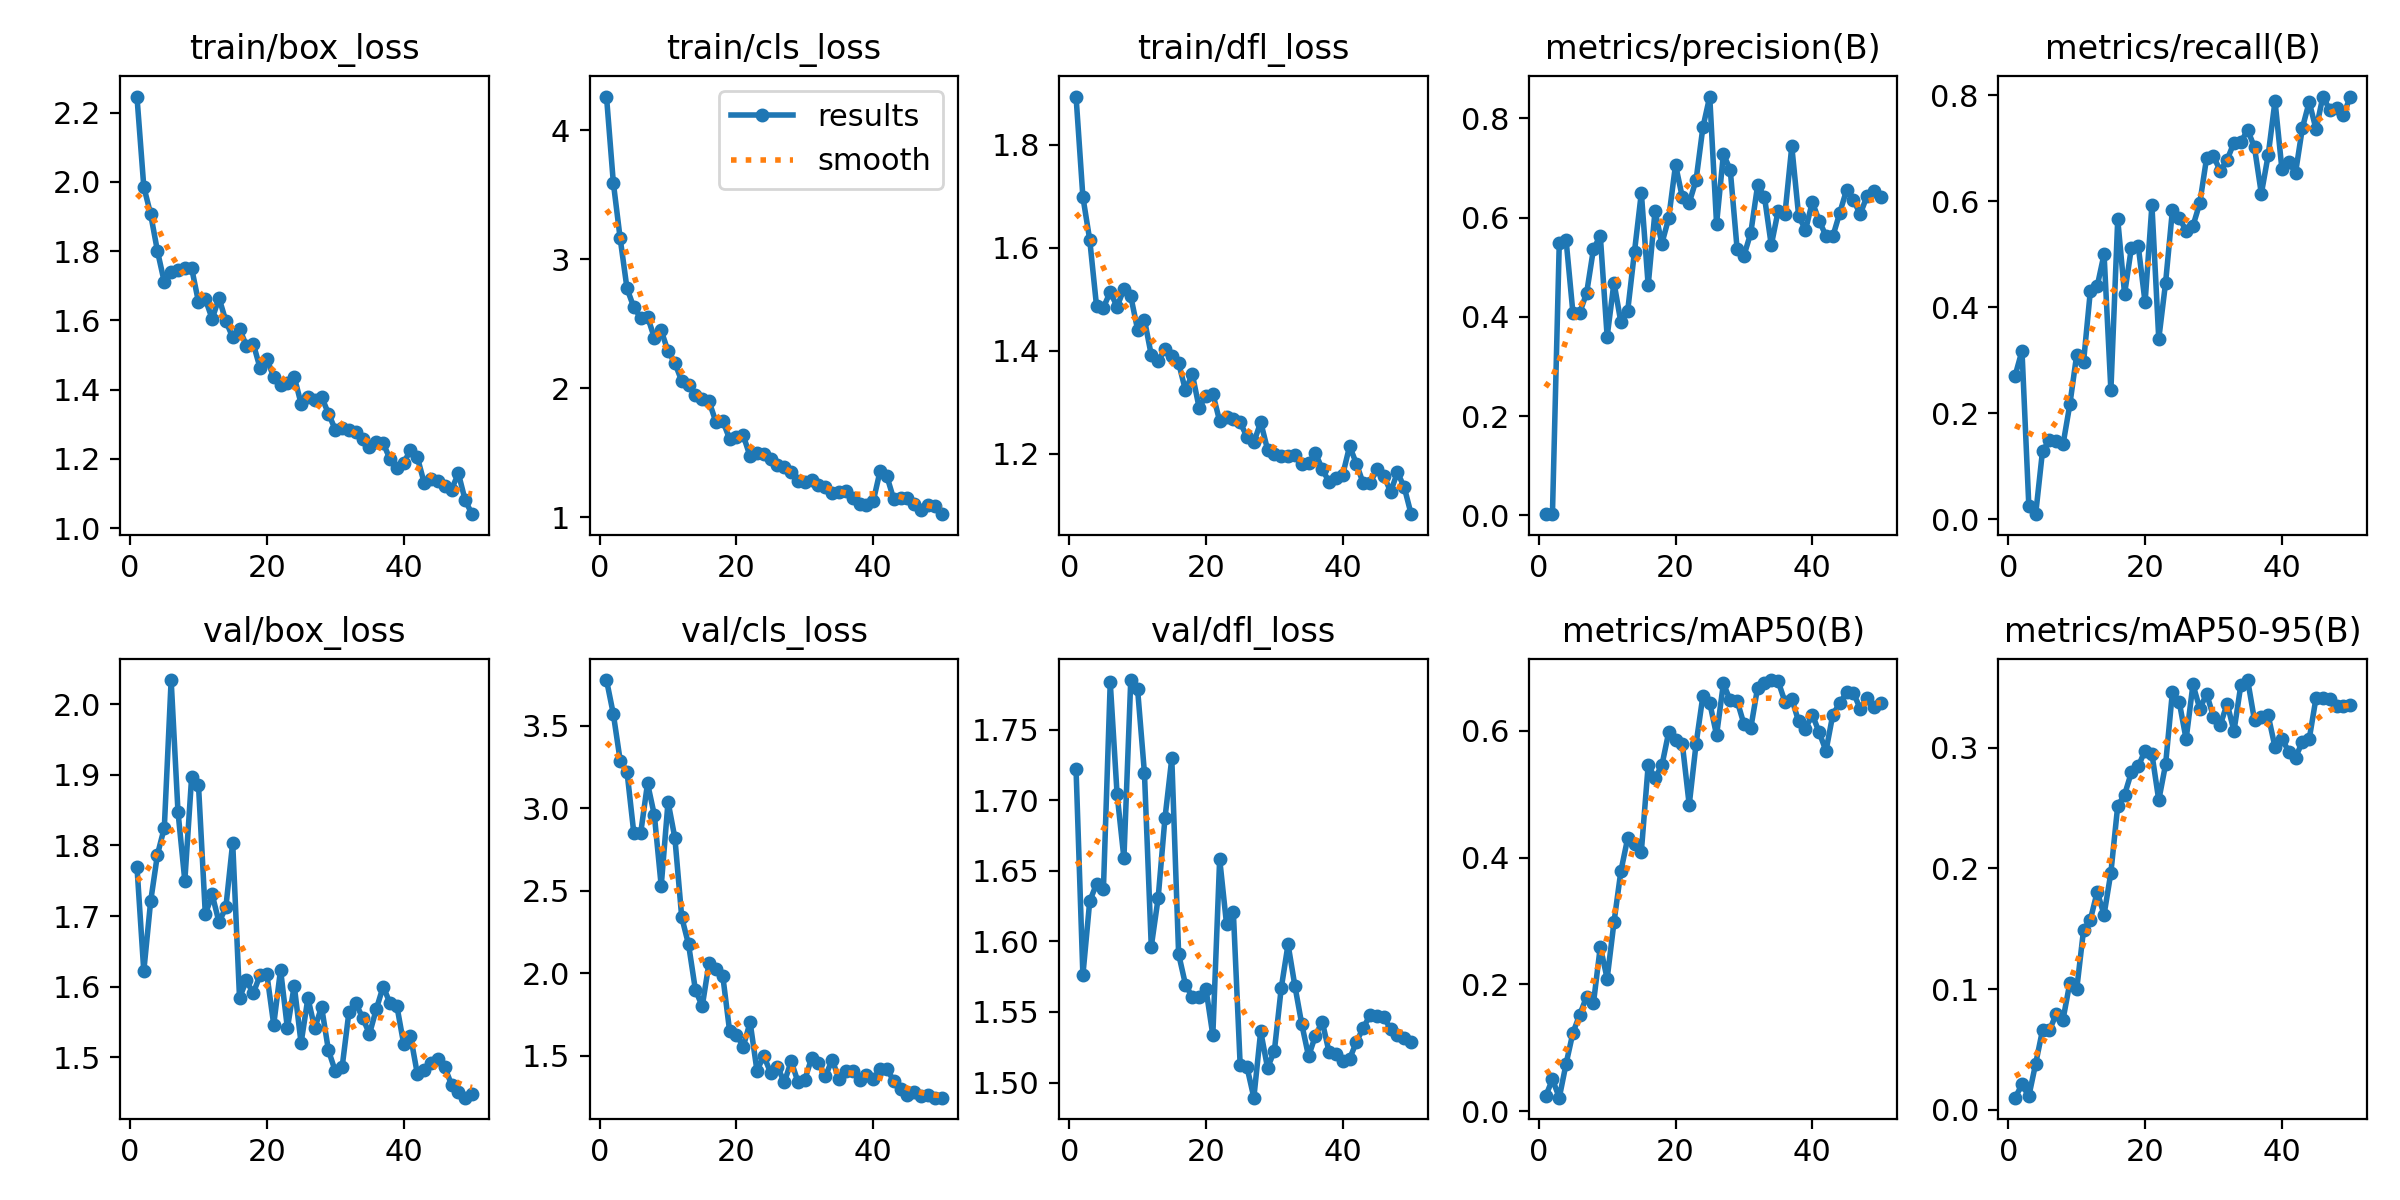 train/box_loss
2.2
2.0
1.8
1.6
1.4
1.2
1.0
0 20 40
train/cls_loss
results
smooth
4
3
2
1
0 20 40
train/dfl_loss
1.8
1.6
1.4
1.2
0 20 40
metrics/precision(B)
0.8
0.6
0.4
0.2
0.0
0 20 40
metrics/recall(B)
0.8
0.6
0.4
0.2
0.0
0 20 40
val/box_loss
2.0
1.9
1.8
1.7
1.6
1.5
0 20 40
val/cls_loss
3.5
3.0
2.5
2.0
1.5
0 20 40
val/dfl_loss
1.75
1.70
1.65
1.60
1.55
1.50
0 20 40
metrics/mAP50(B)
0.6
0.4
0.2
0.0
0 20 40
metrics/mAP50-95(B)
0.3
0.2
0.1
0.0
0 20 40